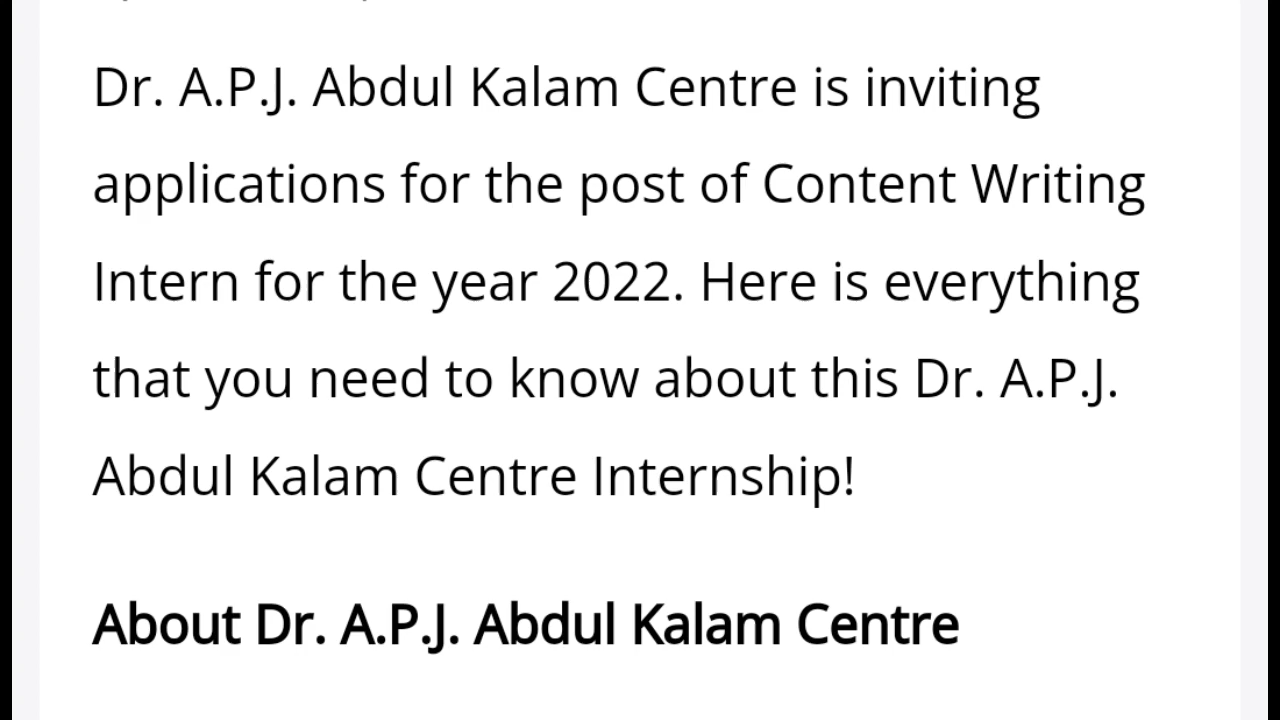 Dr. A.P.J. Abdul Kalam Centre is inviting
applications for the post of Content Writing
Intern for the year 2022. Here is everything
that you need to know about this Dr. A.P.J.
Abdul Kalam Centre Internship!
About Dr. A.P.J. Abdul Kalam Centre